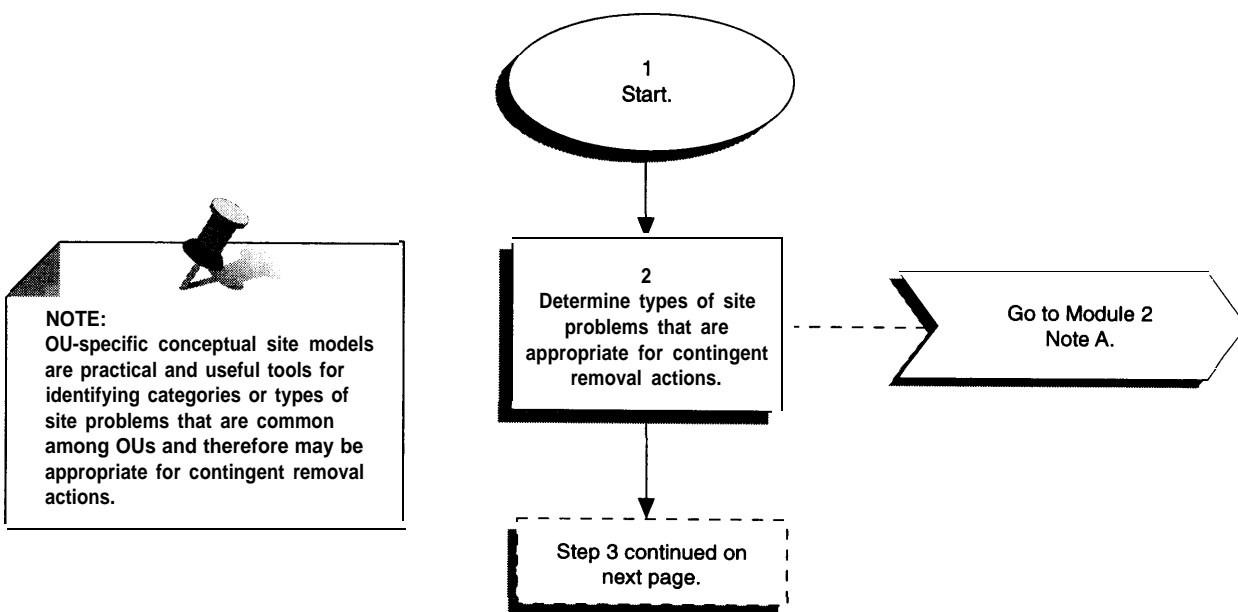 1
Start.
NOTE:
OU-specific conceptual site models
are practical and useful tools for
identifying categories or types of
site problems that are common
among OUs and therefore may be
appropriate for contingent removal
actions.
2
Determine types of site
problems that are
appropriate for contingent
removal actions.
Go to Module 2
Note A.
Step 3 continued on
next page.